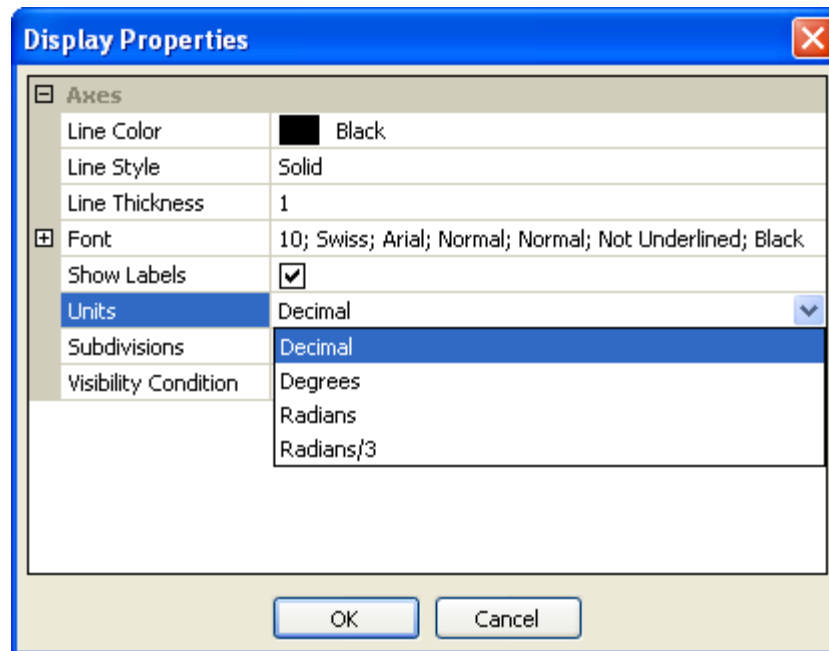 Display Properties
Axes
Line Color Black
Line Style Solid
Line Thickness 1
Font 10; Swiss; Arial; Normal; Normal; Not Underlined; Black
Show Labels
Units Decimal
Subdivisions Decimal
Visibility Condition Degrees
Radians
Radians/3
OK Cancel